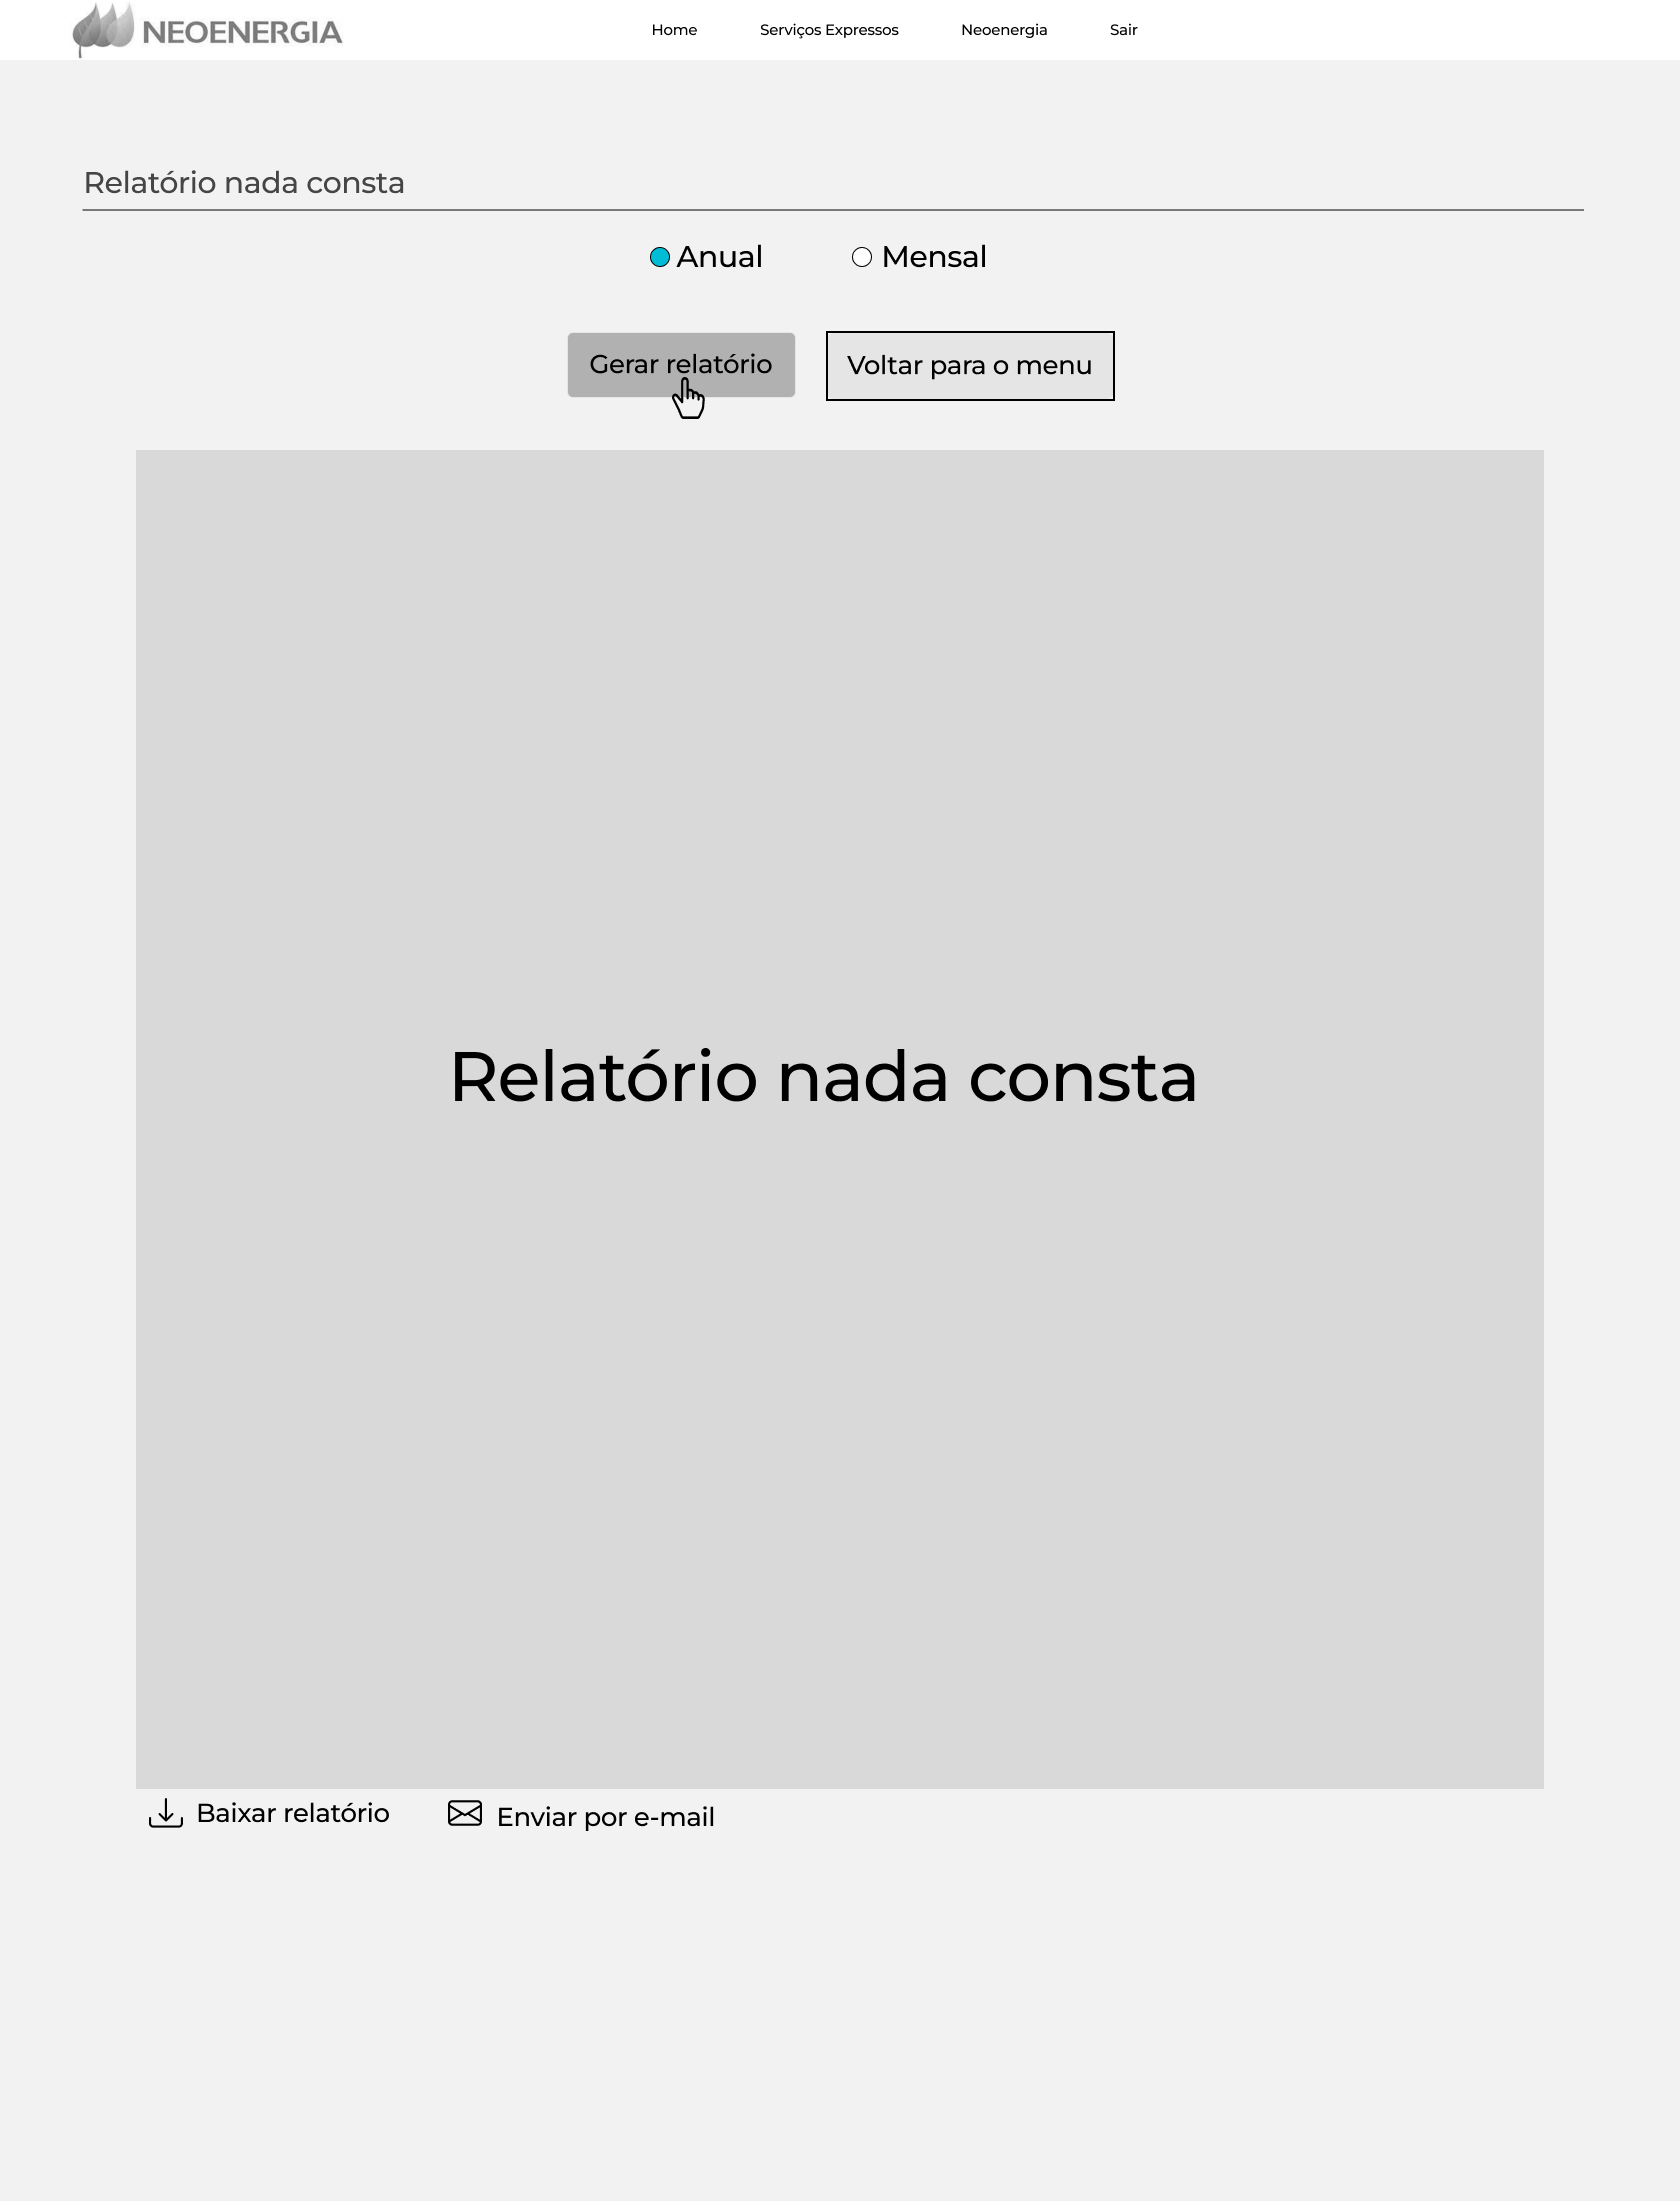 NEOENERGIA
Home Serviços Expressos Neoenergia Sair
Relatório nada consta
Anual Mensal
Gerar relatório Voltar para o menu
Relatório nada consta
Baixar relatório Enviar por e-mail